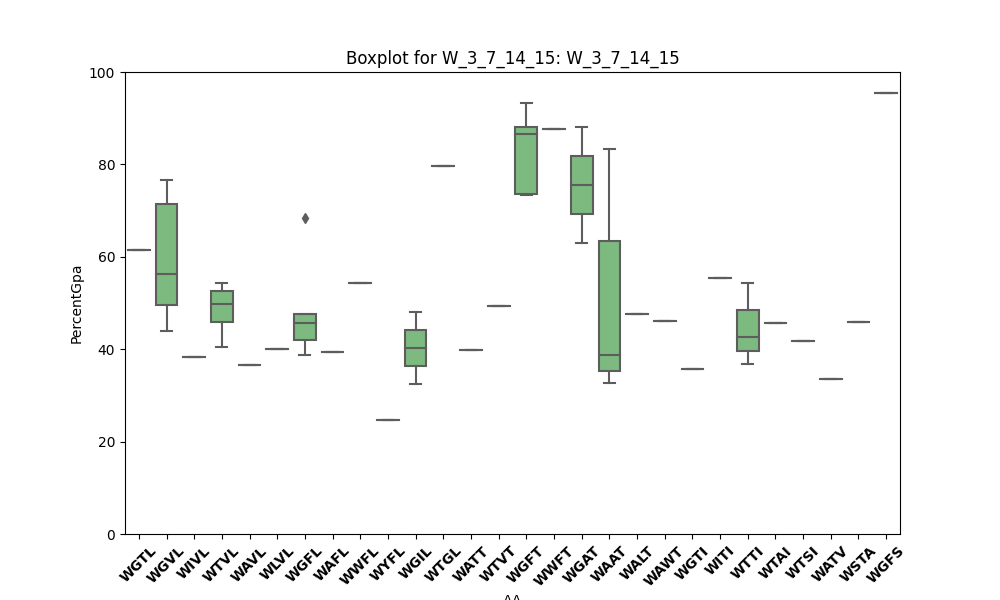 Boxplot for W_3_7_14_15: W_3_7_14_15
100
80
60
40
20
0
PercentGpa
WGTL WGVL WIVL WTVL WAVL WLVL WGFL WAFL WWFL WYFL WGIL WTGL WATT WTVT WGFT WWFT WGAT WAAT WALT WAWT WGTI WITI WTTI WTAI WTSI WATV WSTA WGFS
AA